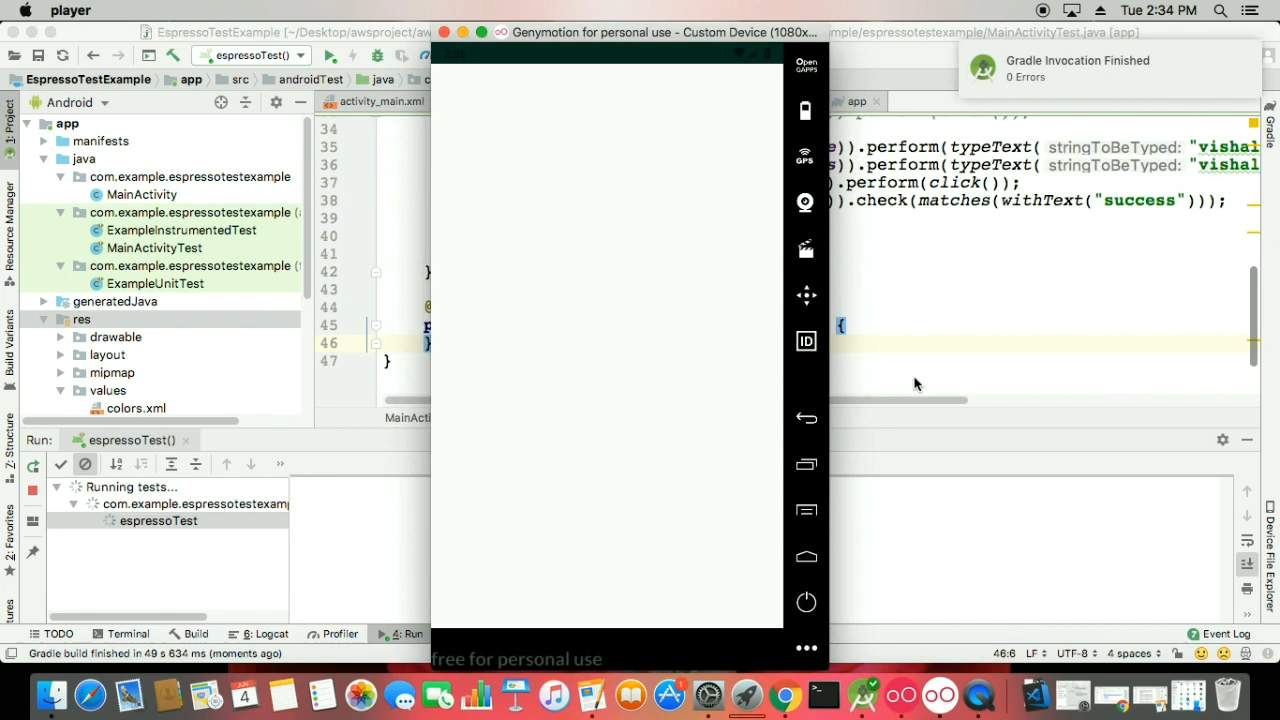 player
Tue 2:34 PM
EspressoTestExample [~/Desktop/awsproject/aw
Genymotion for personal use - Custom Device (1080x...
mple/espressotestexample/MainActivityTest.java [app]
espressoTest()
Gradle Invocation Finished
0 Errors
EspressoTestExample
app
src
androidTest
java
Android
activity_main.xml
app
Open
GAPPS
1: Project
Resource Manager
Build Variants
Z: Structure
2: Favorites
Gradle
Device File Explorer
app
manifests
java
com.example.espressotestexample
MainActivity
com.example.espressotestexample (
ExampleInstrumentedTest
MainActivityTest
com.example.espressotestexample (
ExampleUnitTest
generatedJava
res
drawable
layout
mipmap
values
colors.xml
34
35
36
37
38
39
40
41
42 }
43
44 @
45 p {
46 }
47 }
e)).perform(typeText( stringToBeTyped: "vishal
s)).perform(typeText( stringToBeTyped: "vishal
).perform(click());
)).check(matches(withText("success")));
GPS
ID
MainActi
Run:
espressoTest()
Running tests...
com.example.espressotestexamp
espressoTest
TODO
Terminal
Build
6: Logcat
Profiler
4: Run
7 Event Log
Gradle build finished in 49 s 634 ms (moments ago)
46:6
LF
UTF-8
4 spaces
free for personal use